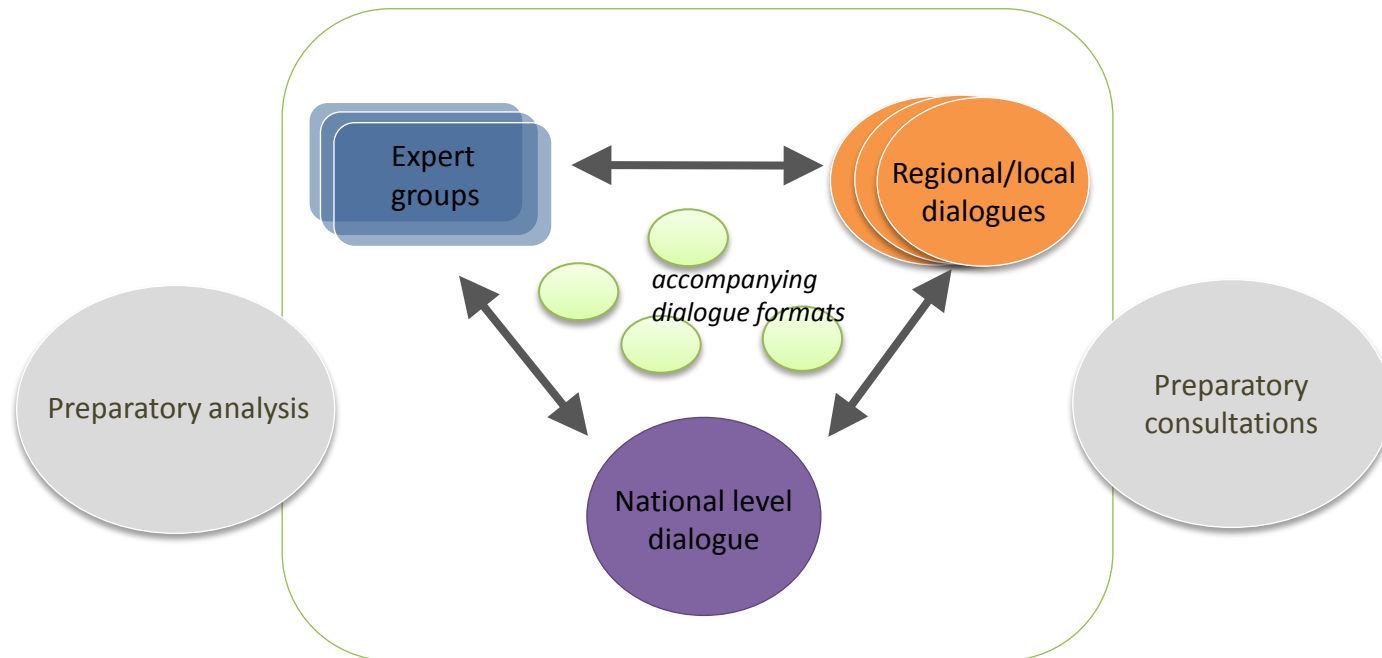 Expert
groups
Regional/local
dialogues
accompanying
dialogue formats
Preparatory analysis
Preparatory
consultations
National level
dialogue